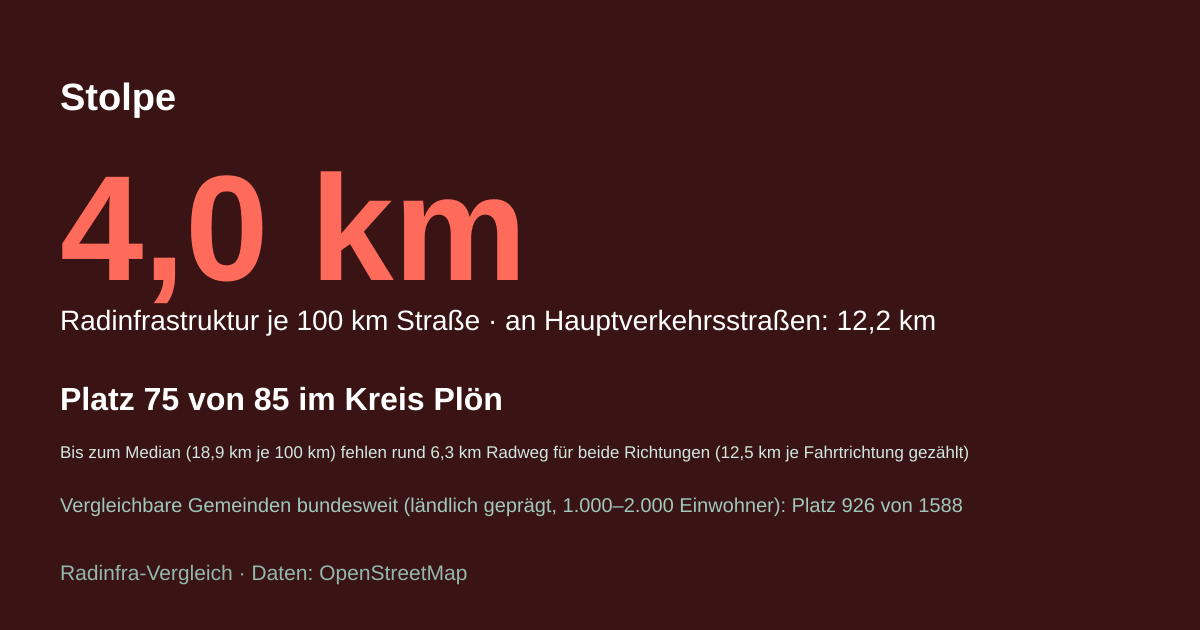 Stolpe
4,0 km
Radinfrastruktur je 100 km Straße · an Hauptverkehrsstraßen: 12,2 km
Platz 75 von 85 im Kreis Plön
Bis zum Median (18,9 km je 100 km) fehlen rund 6,3 km Radweg für beide Richtungen (12,5 km je Fahrtrichtung gezählt)
Vergleichbare Gemeinden bundesweit (ländlich geprägt, 1.000–2.000 Einwohner): Platz 926 von 1588
Radinfra-Vergleich · Daten: OpenStreetMap